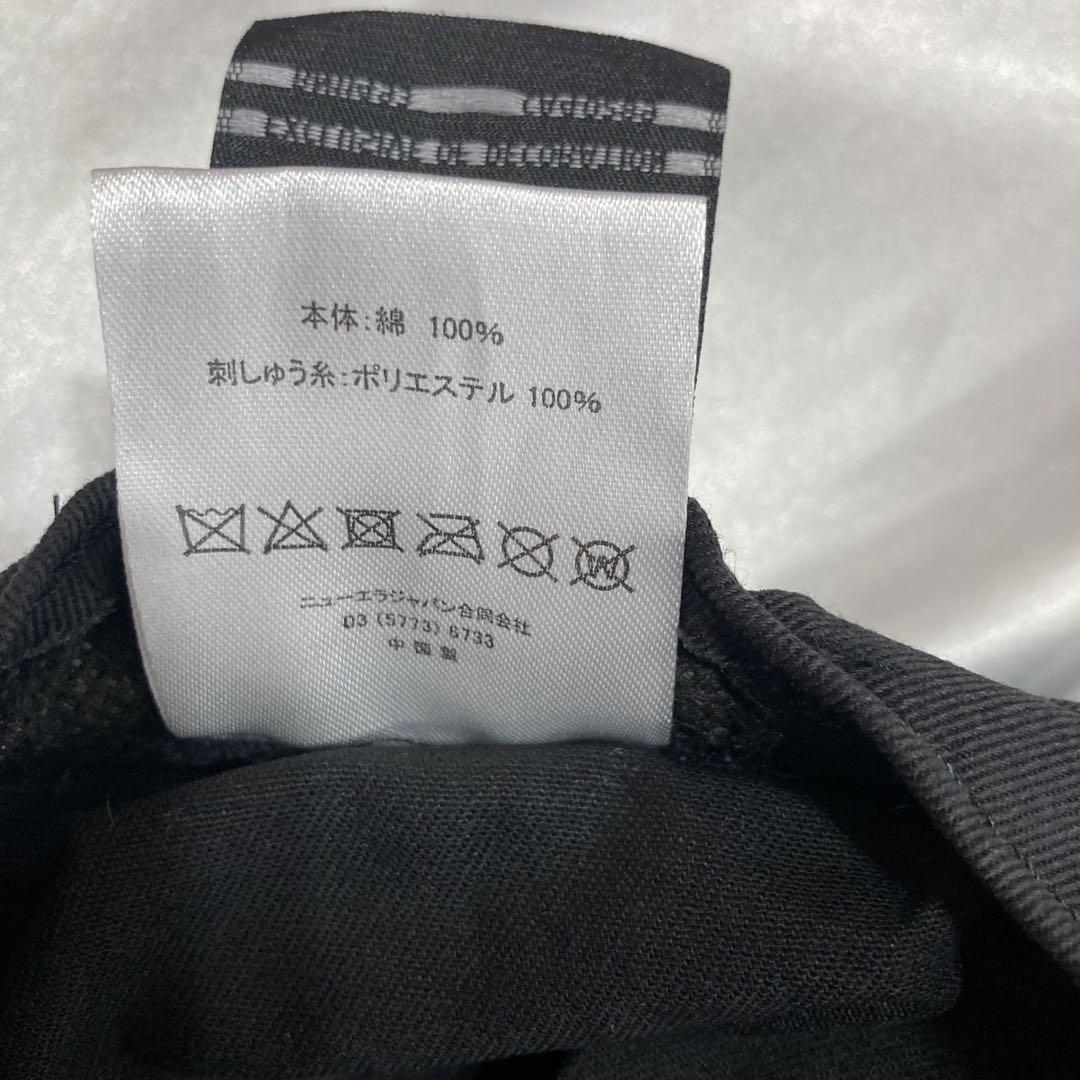 本体:綿 100%
刺しゅう糸:ポリエステル 100%
ニューエラジャパン合同会社
03 (5773) 6733
中国製